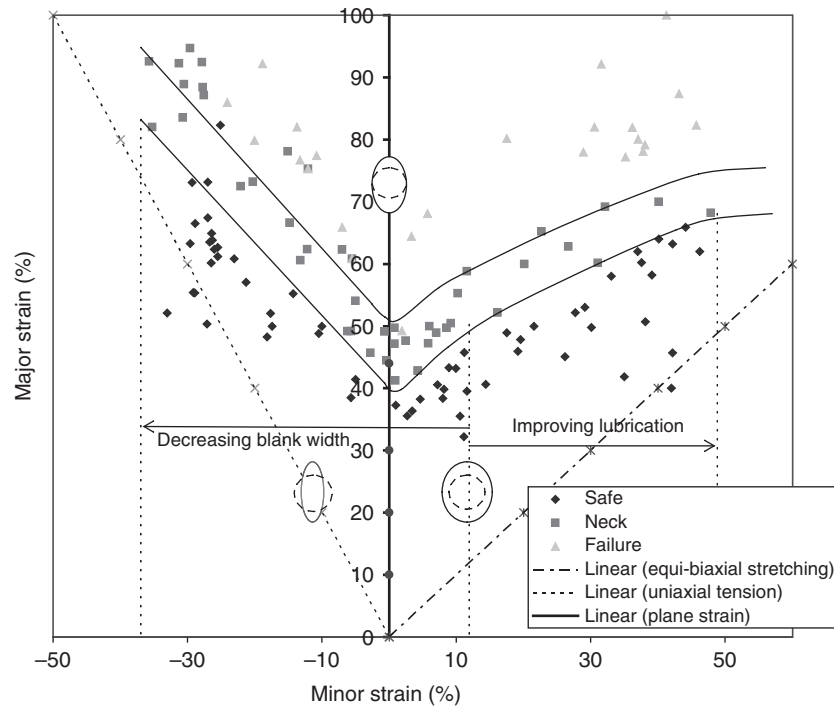 100
90
80
70
60
50
40
30
20
10
0
Major strain (%)
Decreasing blank width
Improving lubrication
Safe
Neck
Failure
Linear (equi-biaxial stretching)
Linear (uniaxial tension)
Linear (plane strain)
–50 –30 –10 10 30 50
Minor strain (%)